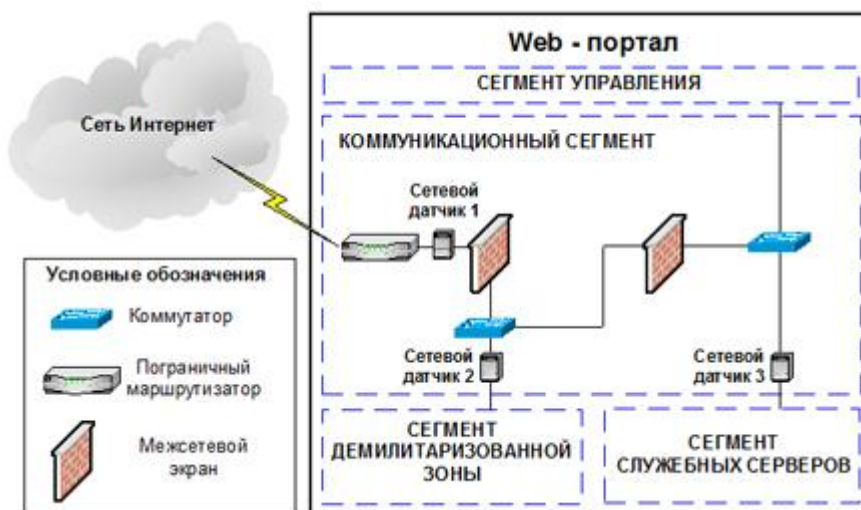 Web - портал
СЕГМЕНТ УПРАВЛЕНИЯ
Сеть Интернет
КОММУНИКАЦИОННЫЙ СЕГМЕНТ
Сетевой
датчик 1
Условные обозначения
Коммутатор
Пограничный
маршрутизатор
Межсетевой
экран
Сетевой
датчик 2
Сетевой
датчик 3
СЕГМЕНТ
ДЕМИЛИТАРИЗОВАННОЙ
ЗОНЫ
СЕГМЕНТ
СЛУЖЕБНЫХ СЕРВЕРОВ